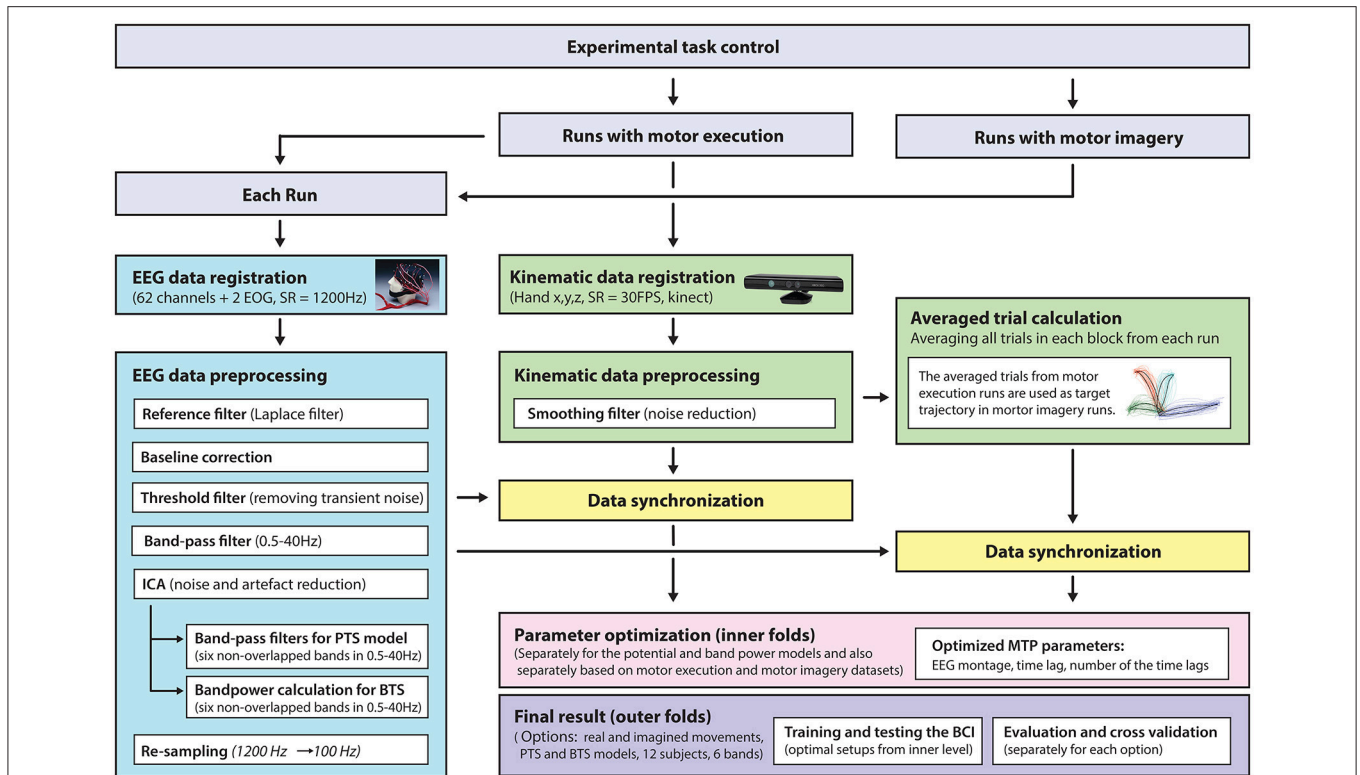 Experimental task control
Runs with motor execution
Runs with motor imagery
Each Run
EEG data registration
(62 channels + 2 EOG, SR = 1200Hz)
Kinematic data registration
(Hand x,y,z, SR = 30FPS, kinect)
Averaged trial calculation
Averaging all trials in each block from each run
The averaged trials from motor
execution runs are used as target
trajectory in mortor imagery runs.
EEG data preprocessing
Reference filter (Laplace filter)
Baseline correction
Threshold filter (removing transient noise)
Band-pass filter (0.5-40Hz)
ICA (noise and artefact reduction)
Band-pass filters for PTS model
(six non-overlapped bands in 0.5-40Hz)
Bandpower calculation for BTS
(six non-overlapped bands in 0.5-40Hz)
Re-sampling (1200 Hz →100 Hz)
Kinematic data preprocessing
Smoothing filter (noise reduction)
Data synchronization
Data synchronization
Parameter optimization (inner folds)
(Separately for the potential and band power models and also
separately based on motor execution and motor imagery datasets)
Optimized MTP parameters:
EEG montage, time lag, number of the time lags
Final result (outer folds)
( Options: real and imagined movements,
PTS and BTS models, 12 subjects, 6 bands)
Training and testing the BCI
(optimal setups from inner level)
Evaluation and cross validation
(separately for each option)